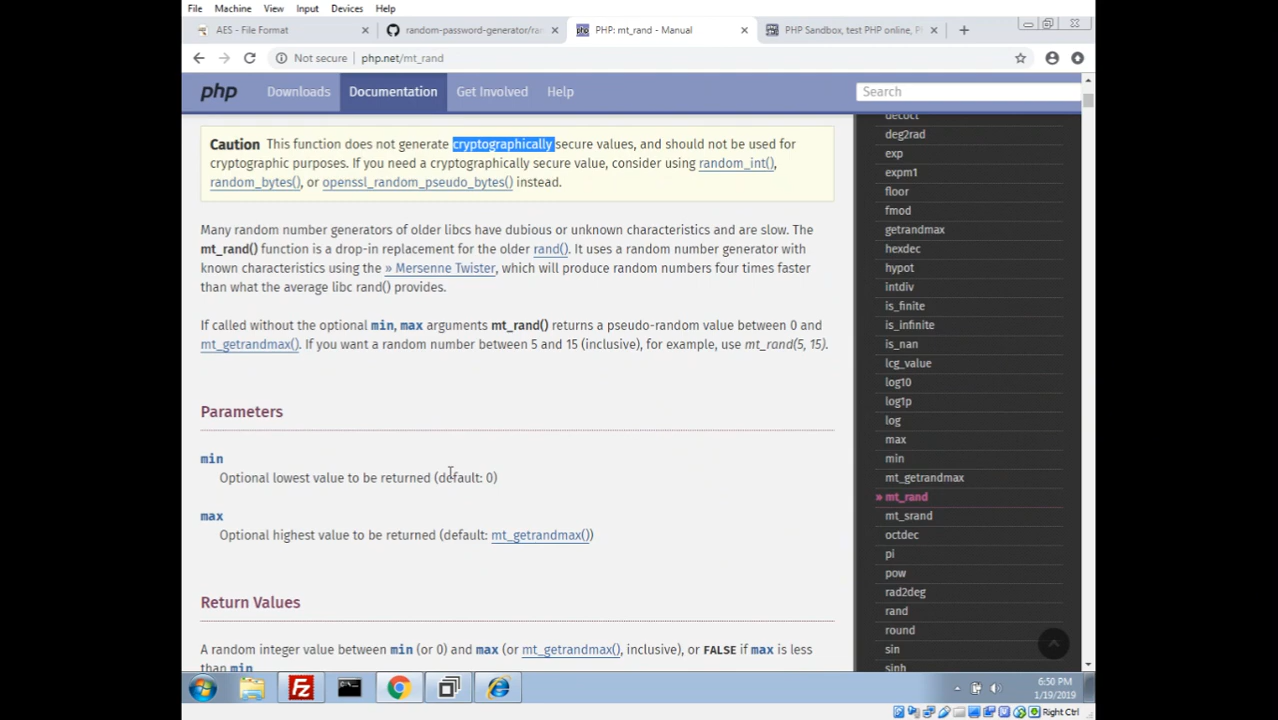 File Machine View Input Devices Help
AES - File Format
random-password-generator/ra
PHP: mt_rand - Manual
PHP Sandbox, test PHP online, P
Not secure php.net/mt_rand
php Downloads Documentation Get Involved Help Search
Caution This function does not generate cryptographically secure values, and should not be used for
cryptographic purposes. If you need a cryptographically secure value, consider using random_int(),
random_bytes(), or openssl_random_pseudo_bytes() instead.
Many random number generators of older libcs have dubious or unknown characteristics and are slow. The
mt_rand() function is a drop-in replacement for the older rand(). It uses a random number generator with
known characteristics using the » Mersenne Twister, which will produce random numbers four times faster
than what the average libc rand() provides.
If called without the optional min, max arguments mt_rand() returns a pseudo-random value between 0 and
mt_getrandmax(). If you want a random number between 5 and 15 (inclusive), for example, use mt_rand(5, 15).
Parameters
min
Optional lowest value to be returned (default: 0)
max
Optional highest value to be returned (default: mt_getrandmax())
Return Values
A random integer value between min (or 0) and max (or mt_getrandmax(), inclusive), or FALSE if max is less
than min
decoct
deg2rad
exp
expm1
floor
fmod
getrandmax
hexdec
hypot
intdiv
is_finite
is_infinite
is_nan
lcg_value
log10
log1p
log
max
min
mt_getrandmax
» mt_rand
mt_srand
octdec
pi
pow
rad2deg
rand
round
sin
sinh
6:50 PM
1/19/2019
Right Ctrl